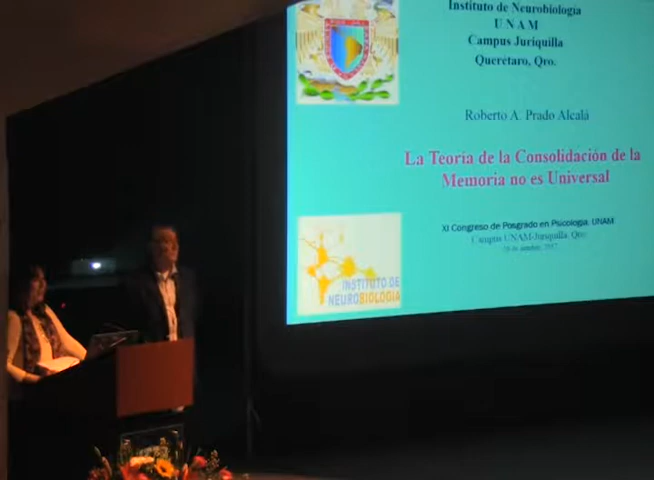 Instituto de Neurobiología
U N A M
Campus Juriquilla
Querétaro, Qro.
Roberto A. Prado Alcalá
La Teoría de la Consolidación de la
Memoria no es Universal
XI Congreso de Posgrado en Psicología, UNAM
Campus UNAM-Juriquilla, Qro.
INSTITUTO DE
NEUROBIOLOGÍA